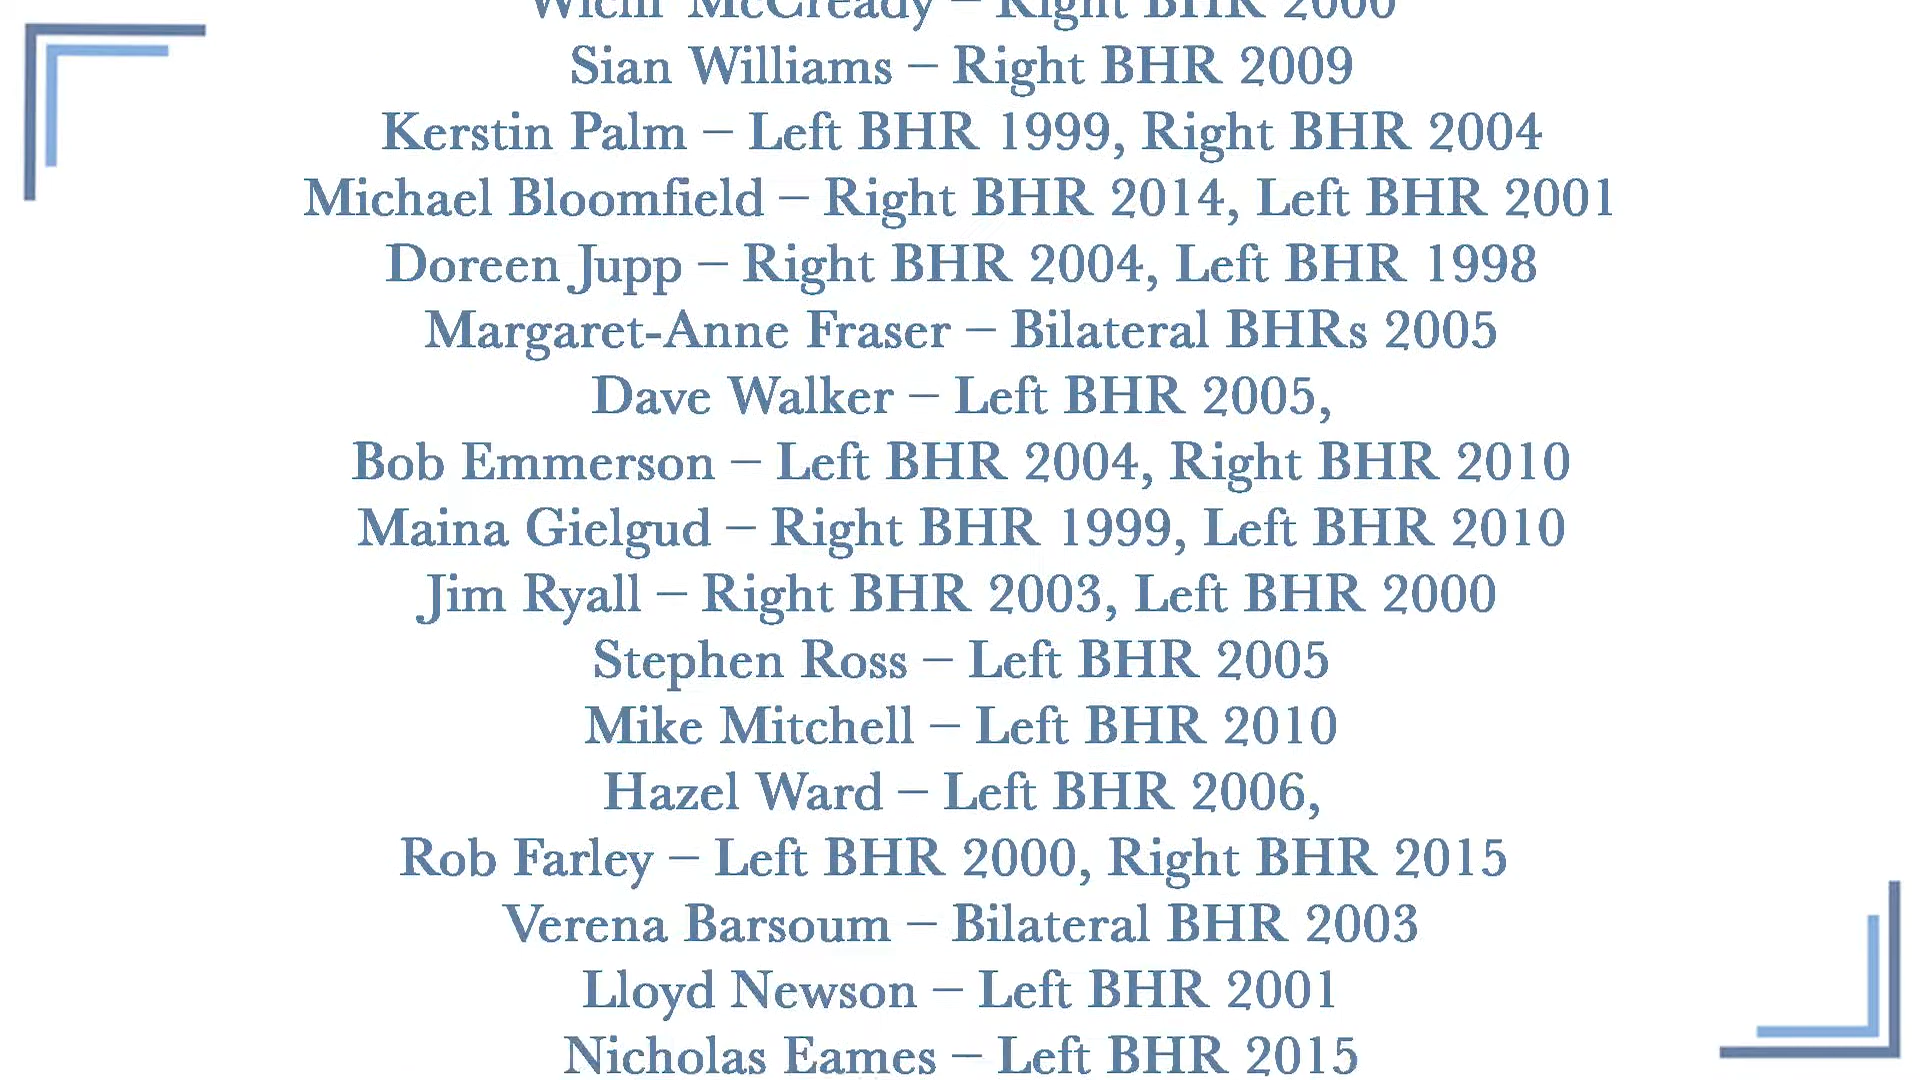 McCready – Right BHR 2000
Sian Williams – Right BHR 2009
Kerstin Palm – Left BHR 1999, Right BHR 2004
Michael Bloomfield – Right BHR 2014, Left BHR 2001
Doreen Jupp – Right BHR 2004, Left BHR 1998
Margaret-Anne Fraser – Bilateral BHRs 2005
Dave Walker – Left BHR 2005,
Bob Emmerson – Left BHR 2004, Right BHR 2010
Maina Gielgud – Right BHR 1999, Left BHR 2010
Jim Ryall – Right BHR 2003, Left BHR 2000
Stephen Ross – Left BHR 2005
Mike Mitchell – Left BHR 2010
Hazel Ward – Left BHR 2006,
Rob Farley – Left BHR 2000, Right BHR 2015
Verena Barsoum – Bilateral BHR 2003
Lloyd Newson – Left BHR 2001
Nicholas Eames – Left BHR 2015